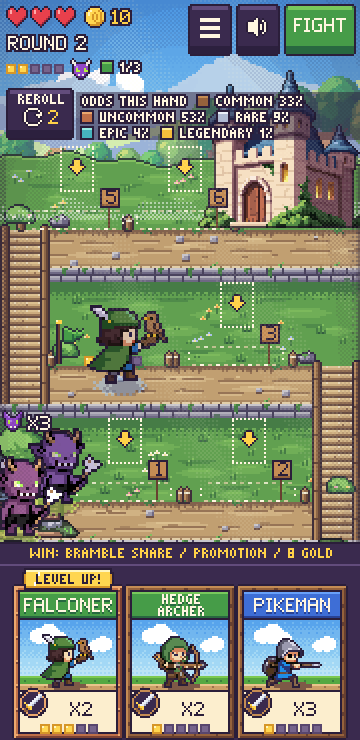 10
FIGHT
ROUND 2
1/3
REROLL
2
ODDS THIS HAND COMMON 33%
UNCOMMON 53% RARE 9%
EPIC 4% LEGENDARY 1%
5
6
3
X3
1
2
WIN: BRAMBLE SNARE / PROMOTION / 8 GOLD
LEVEL UP!
FALCONER
HEDGE ARCHER
PIKEMAN
X2
X2
X3